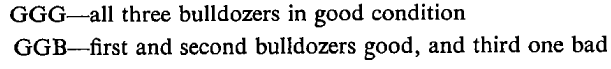 GGG—all three bulldozers in good condition
GGB—first and second bulldozers good, and third one bad